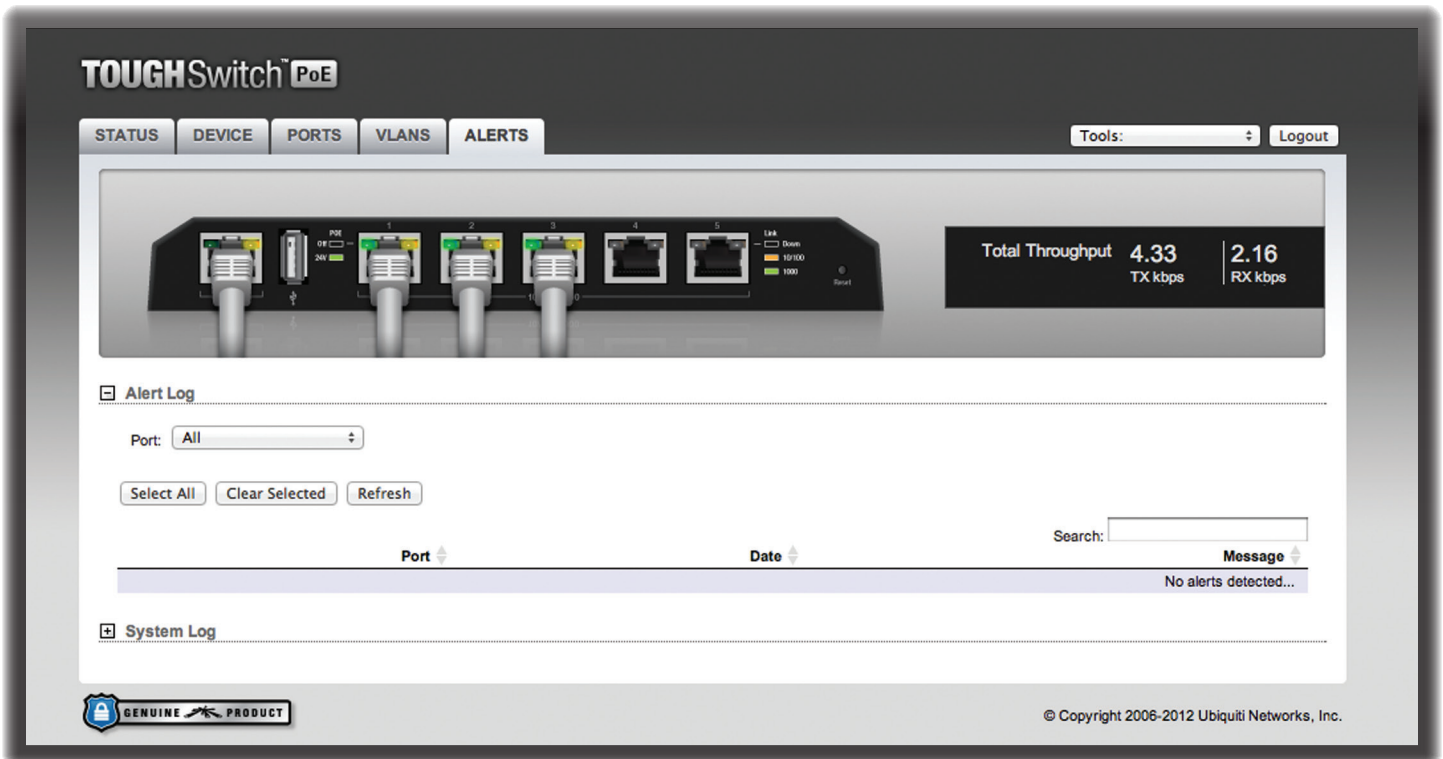 TOUGHSwitch™ PoE
STATUS DEVICE PORTS VLANS ALERTS
Tools: Logout
1 2 3 4 5
POE
Off
24V
Link
Down
10/100
1000
Reset
Total Throughput 4.33 2.16
TX kbps RX kbps
Alert Log
Port: All
Select All Clear Selected Refresh
Search:
Port Date Message
No alerts detected...
System Log
GENUINE PRODUCT
© Copyright 2006-2012 Ubiquiti Networks, Inc.